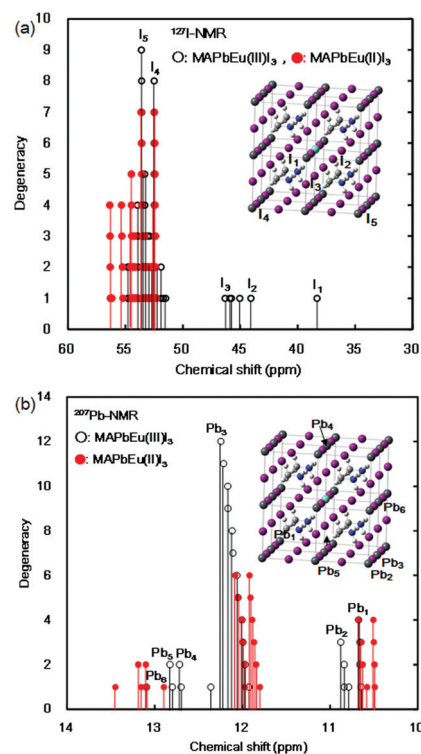 (a)
¹²⁷I-NMR
○: MAPbEu(III)I₃ , ●: MAPbEu(II)I₃
I₅
I₄
I₃
I₂
I₁
I₁
I₂
I₃
I₄
I₅
Degeneracy
10
9
8
7
6
5
4
3
2
1
0
60
55
50
45
40
35
30
Chemical shift (ppm)
(b)
²⁰⁷Pb-NMR
○: MAPbEu(III)I₃
●: MAPbEu(II)I₃
Pb₃
Pb₄
Pb₆
Pb₁
Pb₃
Pb₅
Pb₂
Pb₅
Pb₄
Pb₆
Pb₂
Pb₁
Degeneracy
14
12
10
8
6
4
2
0
14
13
12
11
10
Chemical shift (ppm)